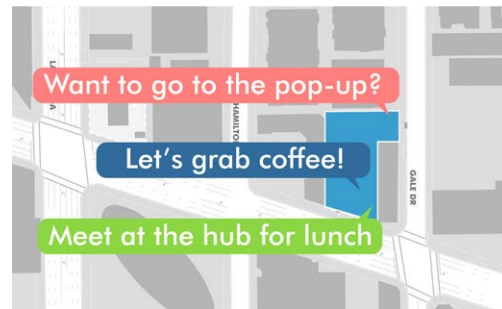 Want to go to the pop-up?
HAMILTON
Let's grab coffee!
GALE DR
Meet at the hub for lunch